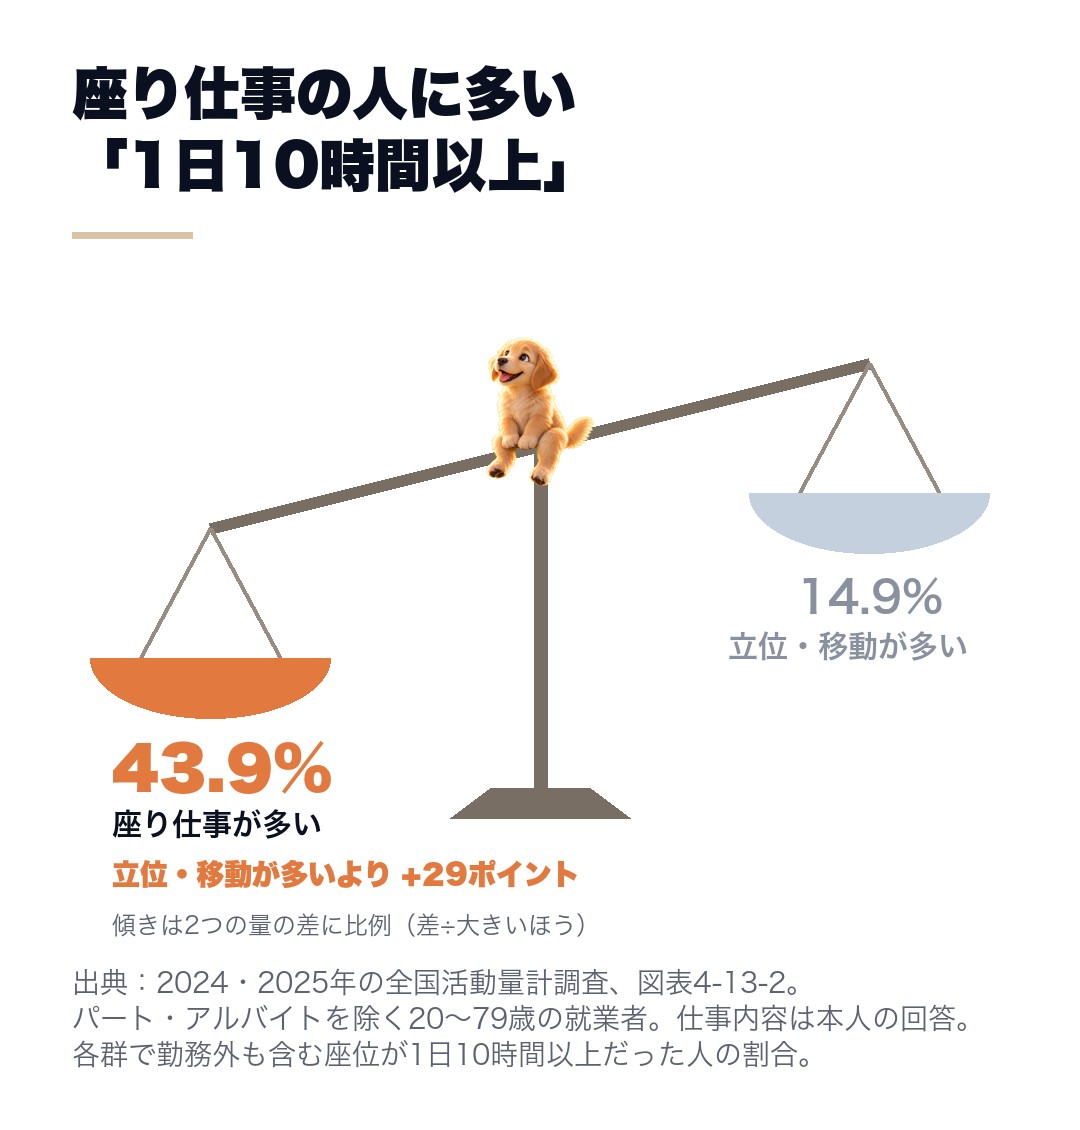 座り仕事の人に多い
「1日10時間以上」
14.9%
立位・移動が多い
43.9%
座り仕事が多い
立位・移動が多いより +29ポイント
傾きは2つの量の差に比例（差÷大きいほう）
出典：2024・2025年の全国活動量計調査、図表4-13-2。
パート・アルバイトを除く20〜79歳の就業者。仕事内容は本人の回答。
各群で勤務外も含む座位が1日10時間以上だった人の割合。